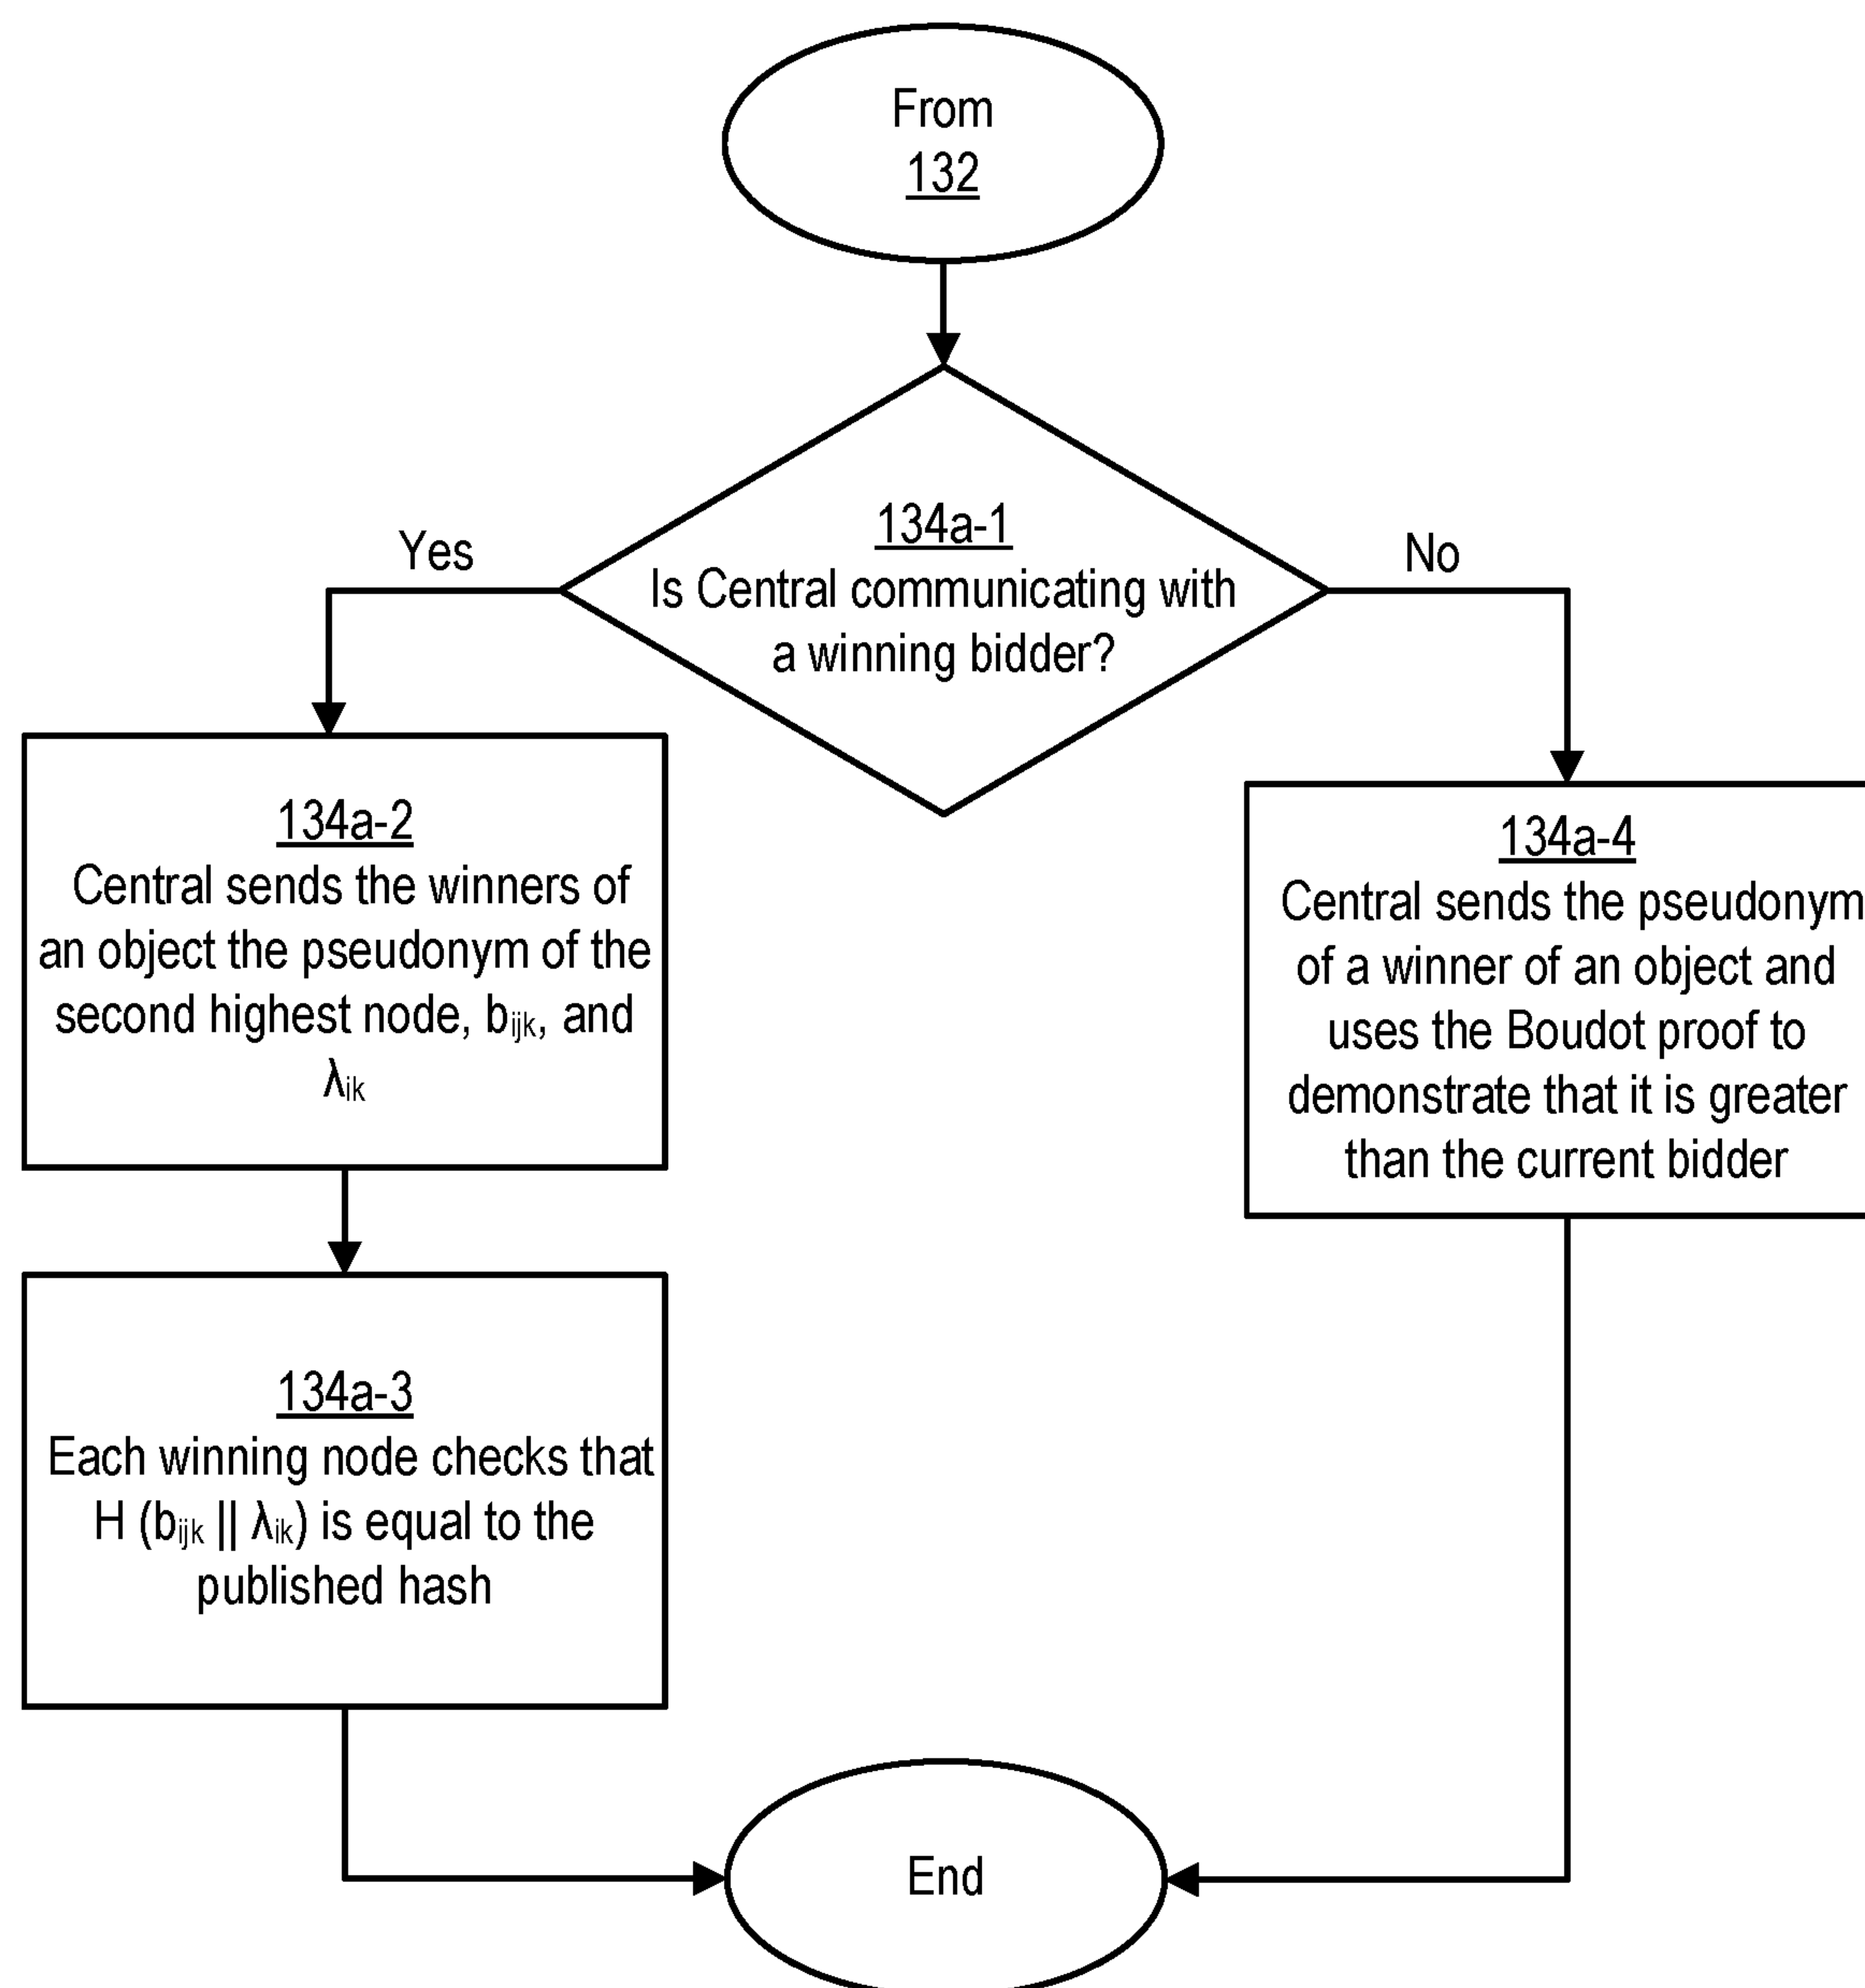 From
132
134a-1
Is Central communicating with
a winning bidder?
Yes
No
134a-2
Central sends the winners of
an object the pseudonym of the
second highest node, bijk, and
λik
134a-4
Central sends the pseudonym
of a winner of an object and
uses the Boudot proof to
demonstrate that it is greater
than the current bidder
134a-3
Each winning node checks that
H (bijk || λik) is equal to the
published hash
End